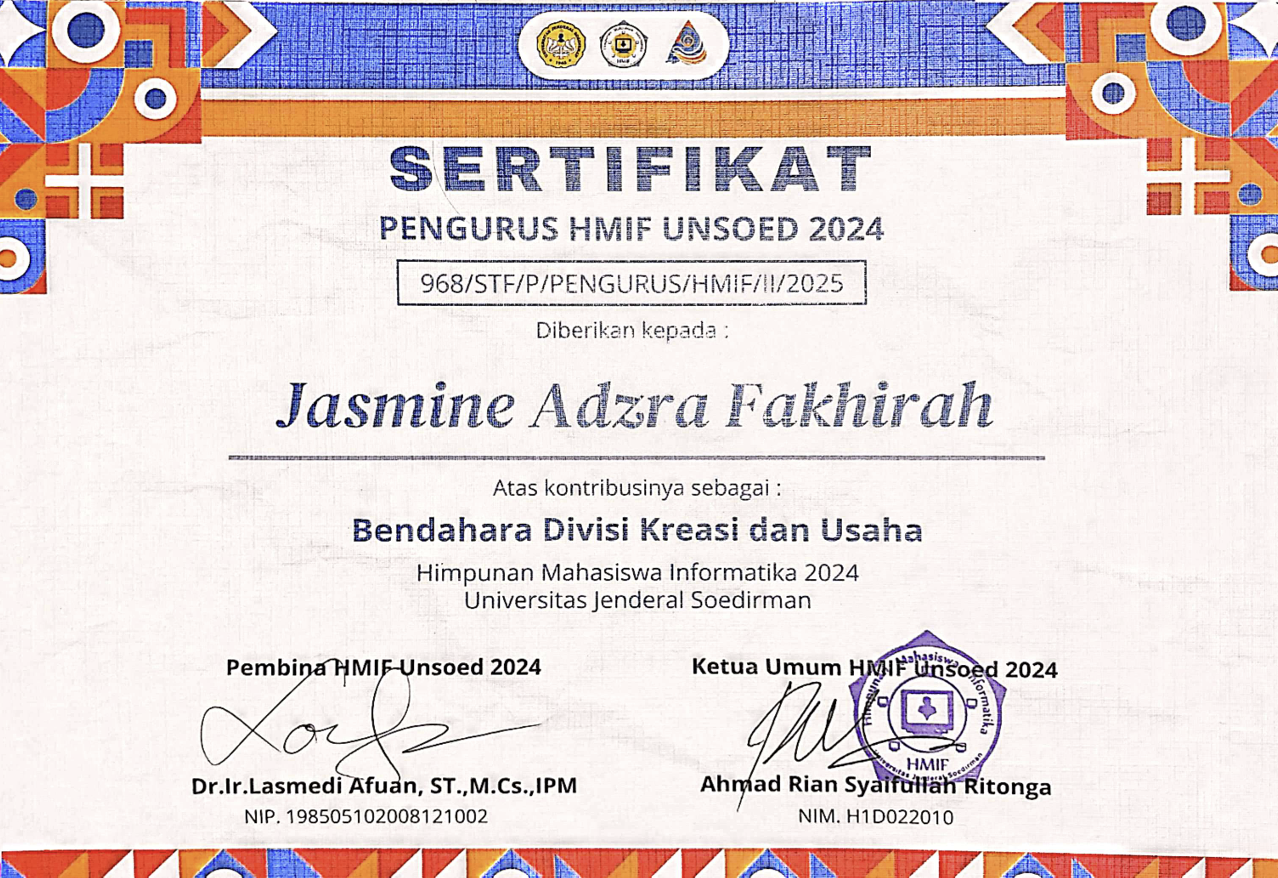 SERTIFIKAT
PENGURUS HMIF UNSOED 2024
968/STF/P/PENGURUS/HMIF/II/2025
Diberikan kepada :
Jasmine Adzra Fakhirah
Atas kontribusinya sebagai :
Bendahara Divisi Kreasi dan Usaha
Himpunan Mahasiswa Informatika 2024
Universitas Jenderal Soedirman
Pembina HMIF Unsoed 2024
Dr.Ir.Lasmedi Afuan, ST.,M.Cs.,IPM
NIP. 198505102008121002
Ketua Umum HMIF Unsoed 2024
Himpunan Mahasiswa Informatika
HMIF
Universitas Jenderal Soedirman
Ahmad Rian Syaifullah Ritonga
NIM. H1D022010